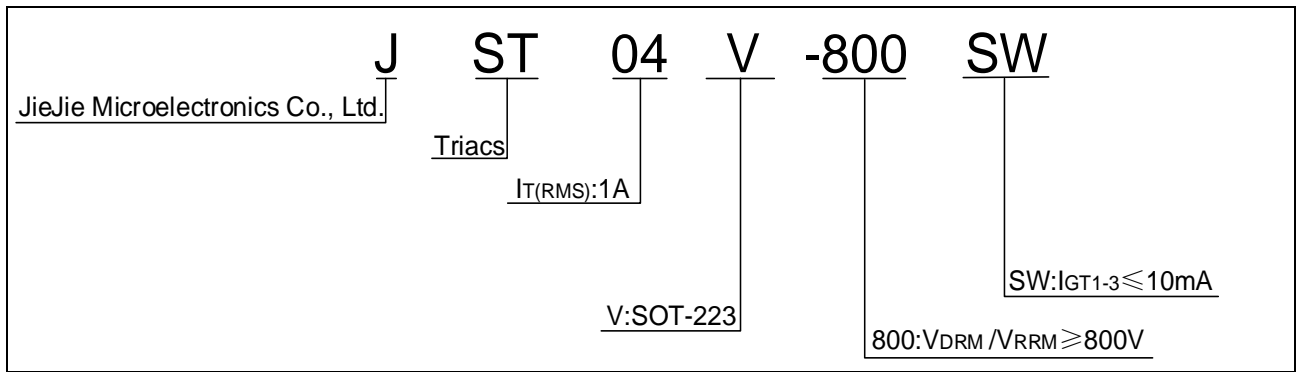 J ST 04 V -800 SW
JieJie Microelectronics Co., Ltd.
Triacs
IT(RMS):1A
SW:IGT1-3≤10mA
V:SOT-223
800:VDRM /VRRM≥800V